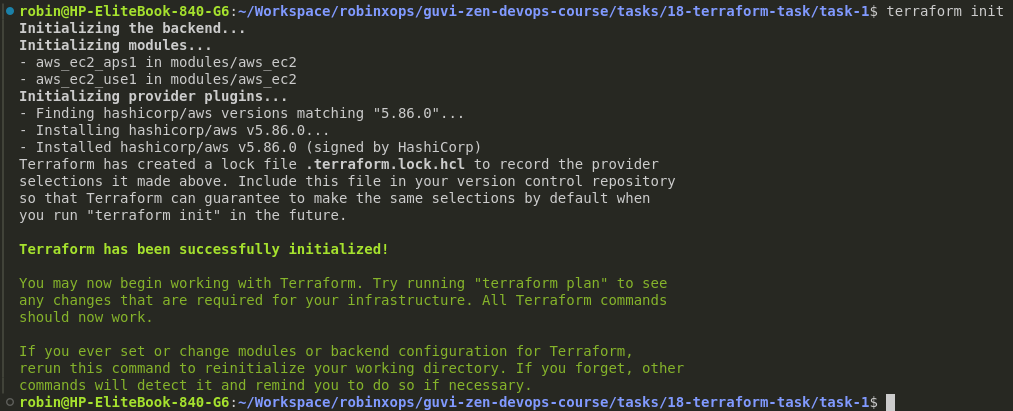 robin@HP-EliteBook-840-G6:~/Workspace/robinxops/guvi-zen-devops-course/tasks/18-terraform-task/task-1$ terraform init
Initializing the backend...
Initializing modules...
- aws_ec2_aps1 in modules/aws_ec2
- aws_ec2_use1 in modules/aws_ec2
Initializing provider plugins...
- Finding hashicorp/aws versions matching "5.86.0"...
- Installing hashicorp/aws v5.86.0...
- Installed hashicorp/aws v5.86.0 (signed by HashiCorp)
Terraform has created a lock file .terraform.lock.hcl to record the provider
selections it made above. Include this file in your version control repository
so that Terraform can guarantee to make the same selections by default when
you run "terraform init" in the future.
Terraform has been successfully initialized!
You may now begin working with Terraform. Try running "terraform plan" to see
any changes that are required for your infrastructure. All Terraform commands
should now work.
If you ever set or change modules or backend configuration for Terraform,
rerun this command to reinitialize your working directory. If you forget, other
commands will detect it and remind you to do so if necessary.
robin@HP-EliteBook-840-G6:~/Workspace/robinxops/guvi-zen-devops-course/tasks/18-terraform-task/task-1$